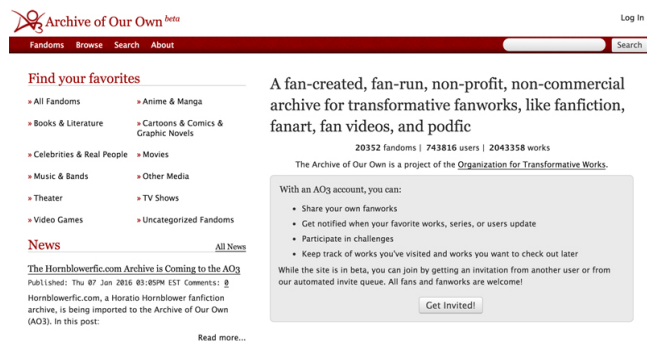 Archive of Our Own beta
Log In
Fandoms Browse Search About
Search
Find your favorites
» All Fandoms
» Anime & Manga
» Books & Literature
» Cartoons & Comics &
Graphic Novels
» Celebrities & Real People
» Movies
» Music & Bands
» Other Media
» Theater
» TV Shows
» Video Games
» Uncategorized Fandoms
News
All News
The Hornblowerfic.com Archive is Coming to the AO3
Published: Thu 07 Jan 2016 03:05PM EST Comments: 0
Hornblowerfic.com, a Horatio Hornblower fanfiction
archive, is being imported to the Archive of Our Own
(AO3). In this post:
Read more...
A fan-created, fan-run, non-profit, non-commercial
archive for transformative fanworks, like fanfiction,
fanart, fan videos, and podfic
20352 fandoms | 743816 users | 2043358 works
The Archive of Our Own is a project of the Organization for Transformative Works.
With an AO3 account, you can:
• Share your own fanworks
• Get notified when your favorite works, series, or users update
• Participate in challenges
• Keep track of works you've visited and works you want to check out later
While the site is in beta, you can join by getting an invitation from another user or from
our automated invite queue. All fans and fanworks are welcome!
Get Invited!